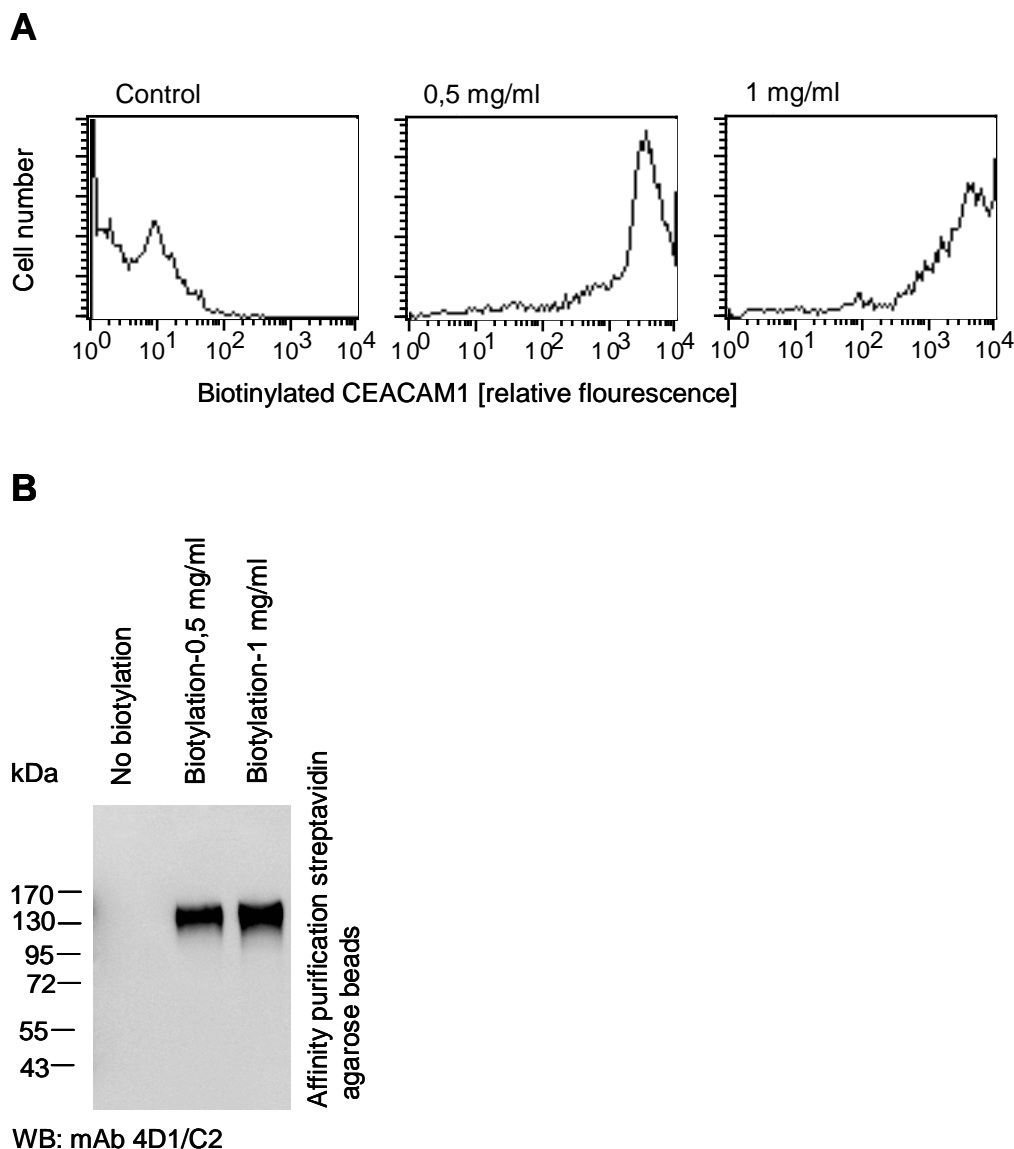 A
Control
0,5 mg/ml
1 mg/ml
Cell number
10^0 10^1 10^2 10^3 10^4
10^0 10^1 10^2 10^3 10^4
10^0 10^1 10^2 10^3 10^4
Biotinylated CEACAM1 [relative flourescence]
B
No biotylation
Biotylation-0,5 mg/ml
Biotylation-1 mg/ml
kDa
170
130
95
72
55
43
Affinity purification streptavidin
agarose beads
WB: mAb 4D1/C2